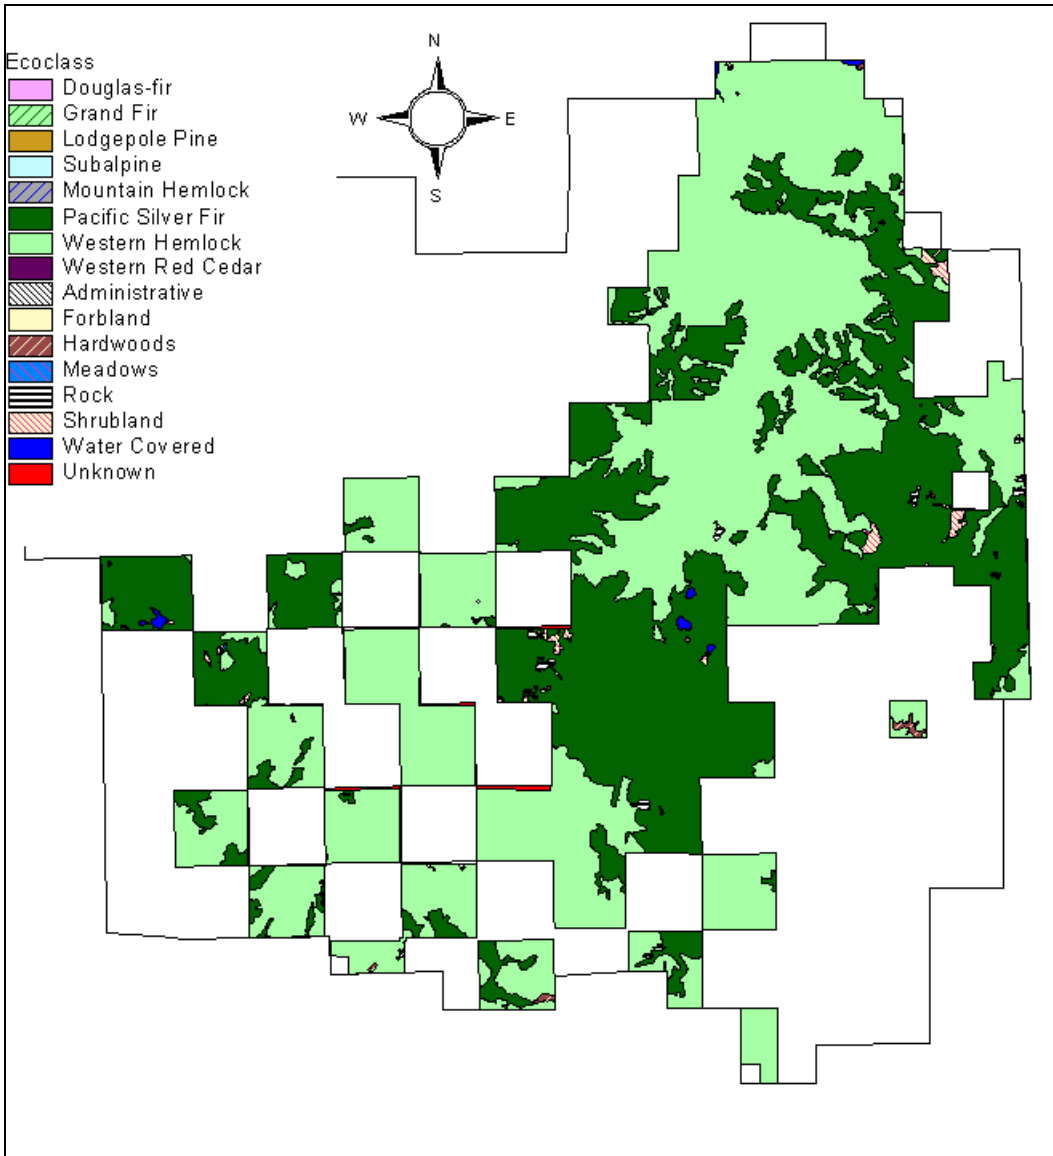 N
W E
S
Ecoclass
Douglas-fir
Grand Fir
Lodgepole Pine
Subalpine
Mountain Hemlock
Pacific Silver Fir
Western Hemlock
Western Red Cedar
Administrative
Forbland
Hardwoods
Meadows
Rock
Shrubland
Water Covered
Unknown